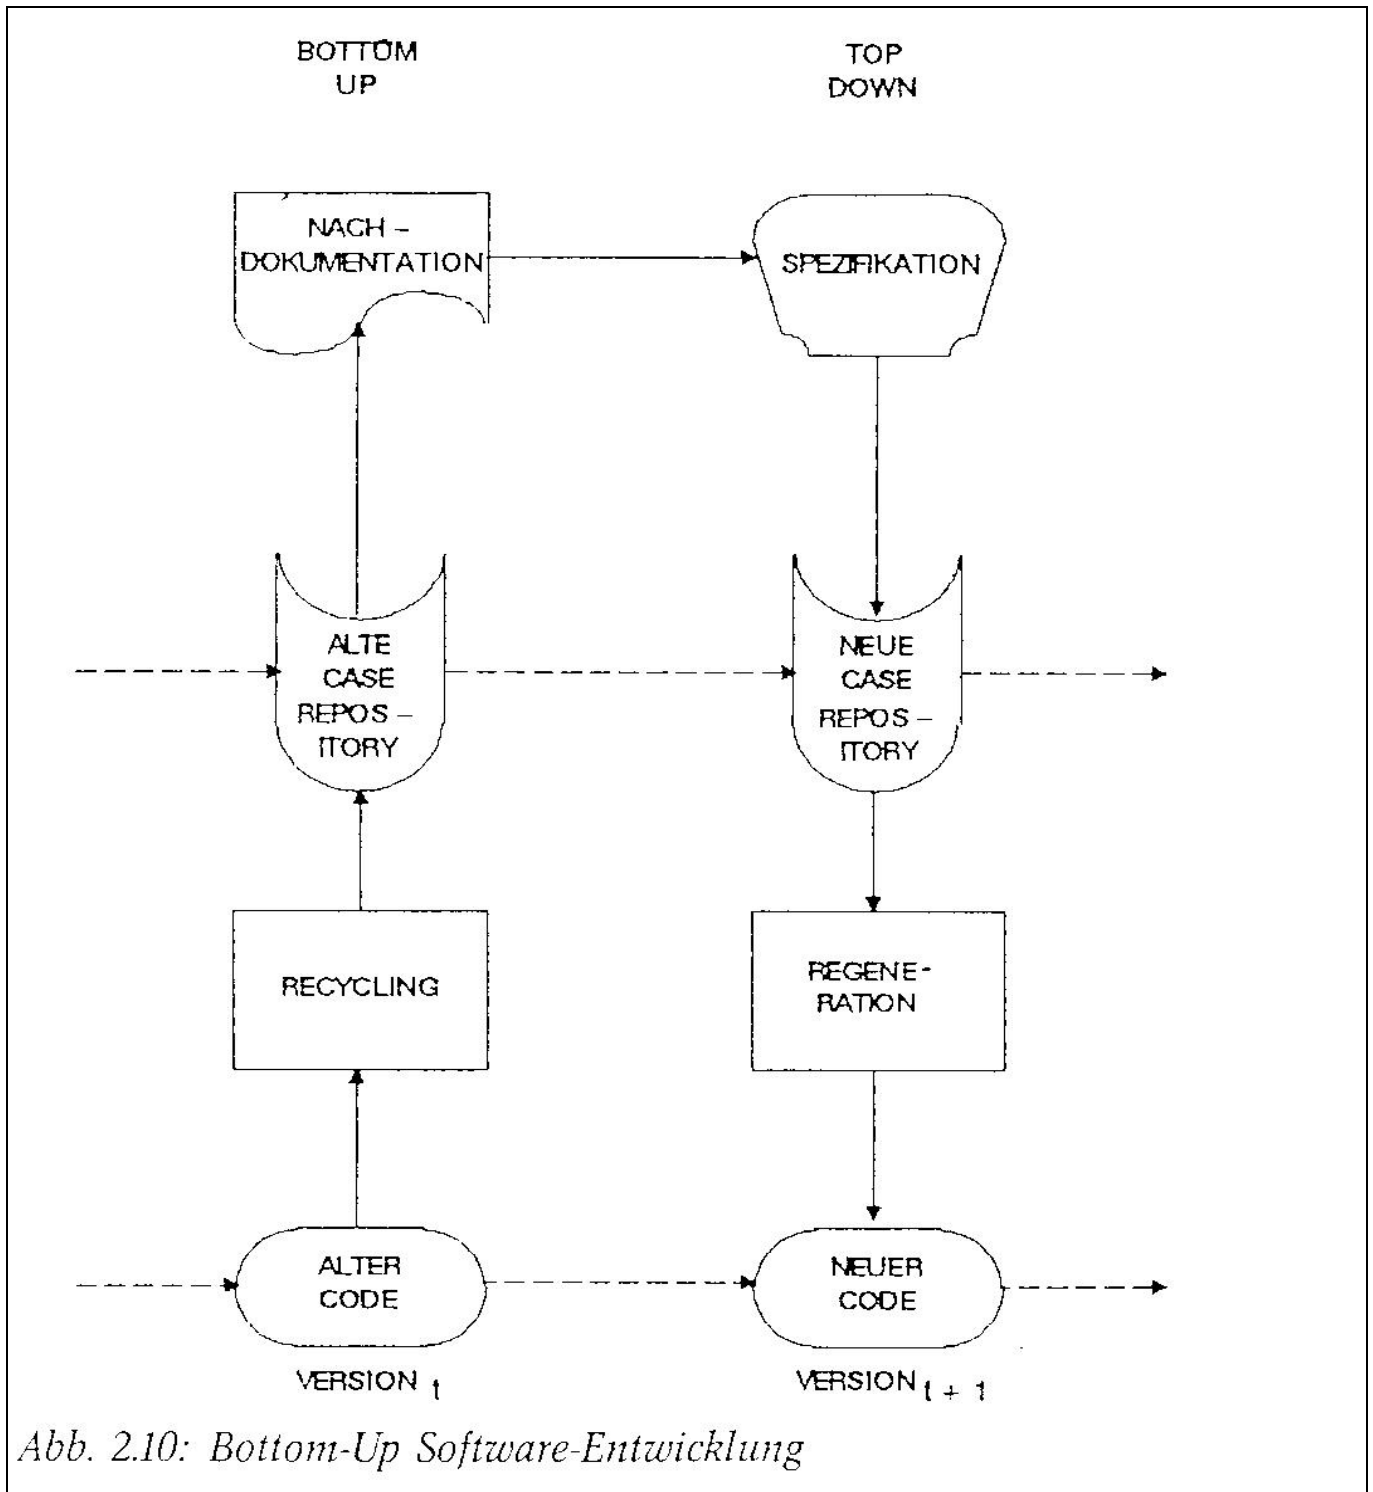 BOTTOM
UP
TOP
DOWN
NACH –
DOKUMENTATION
SPEZIFIKATION
ALTE
CASE
REPOS –
ITORY
NEUE
CASE
REPOS –
ITORY
RECYCLING
REGENE-
RATION
ALTER
CODE
NEUER
CODE
VERSION t
VERSION t + 1
Abb. 2.10: Bottom-Up Software-Entwicklung